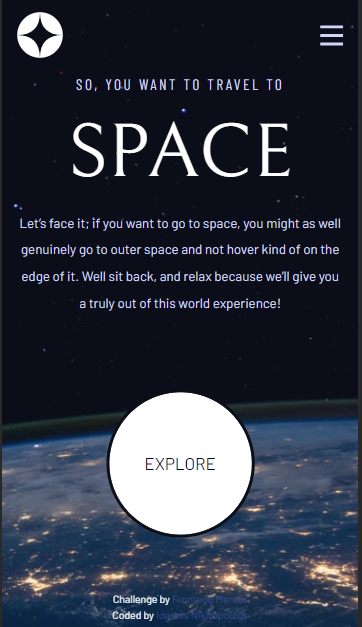 SO, YOU WANT TO TRAVEL TO
SPACE
Let's face it; if you want to go to space, you might as well
genuinely go to outer space and not hover kind of on the
edge of it. Well sit back, and relax because we'll give you
a truly out of this world experience!
EXPLORE
Challenge by Frontend Mentor.
Coded by